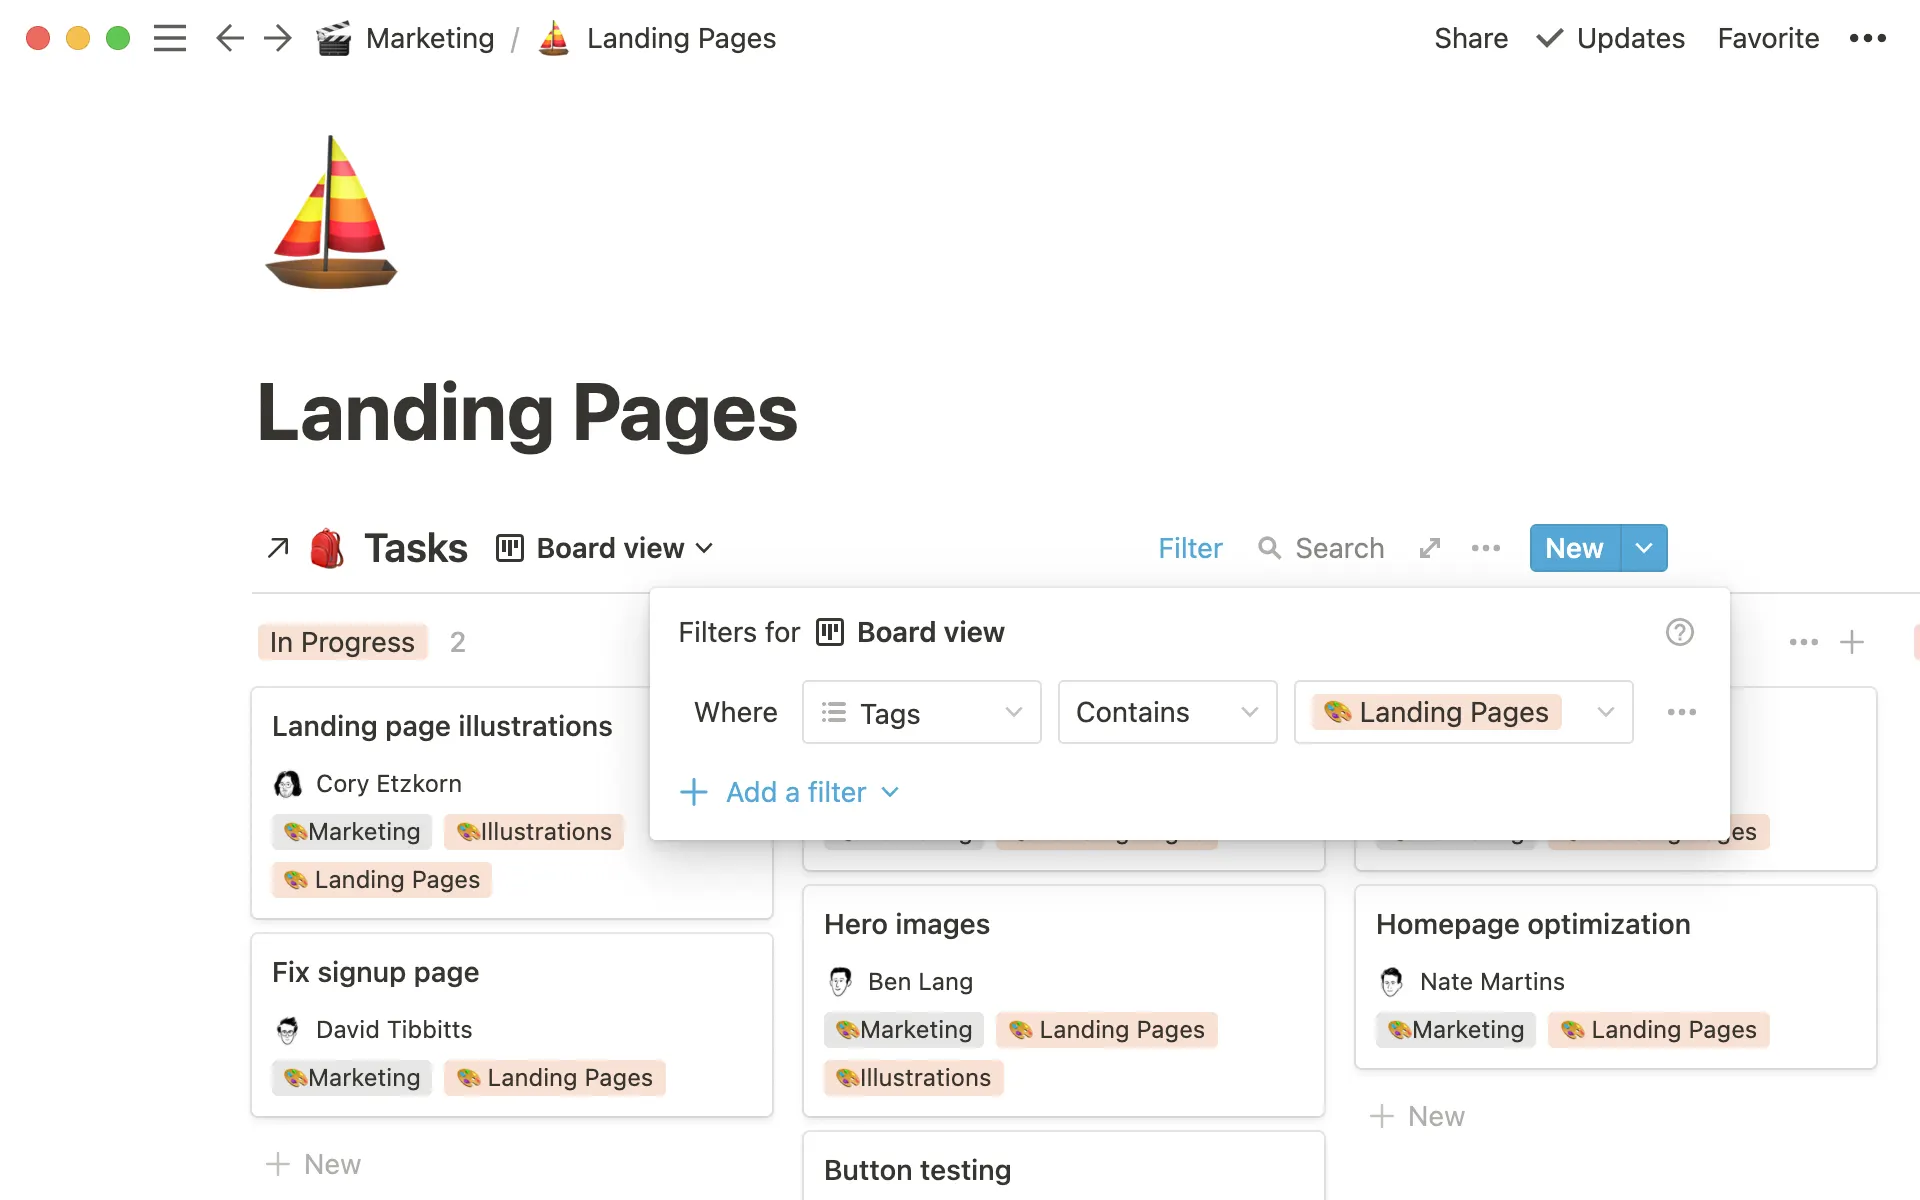 Marketing / Landing Pages Share Updates Favorite
Landing Pages
Tasks Board view Filter Search New
In Progress 2
Filters for Board view
Where Tags Contains Landing Pages
Add a filter
Landing page illustrations
Cory Etzkorn
Marketing Illustrations
Landing Pages
Fix signup page
David Tibbitts
Marketing Landing Pages
New
Hero images
Ben Lang
Marketing Landing Pages
Illustrations
Button testing
Homepage optimization
Nate Martins
Marketing Landing Pages
New